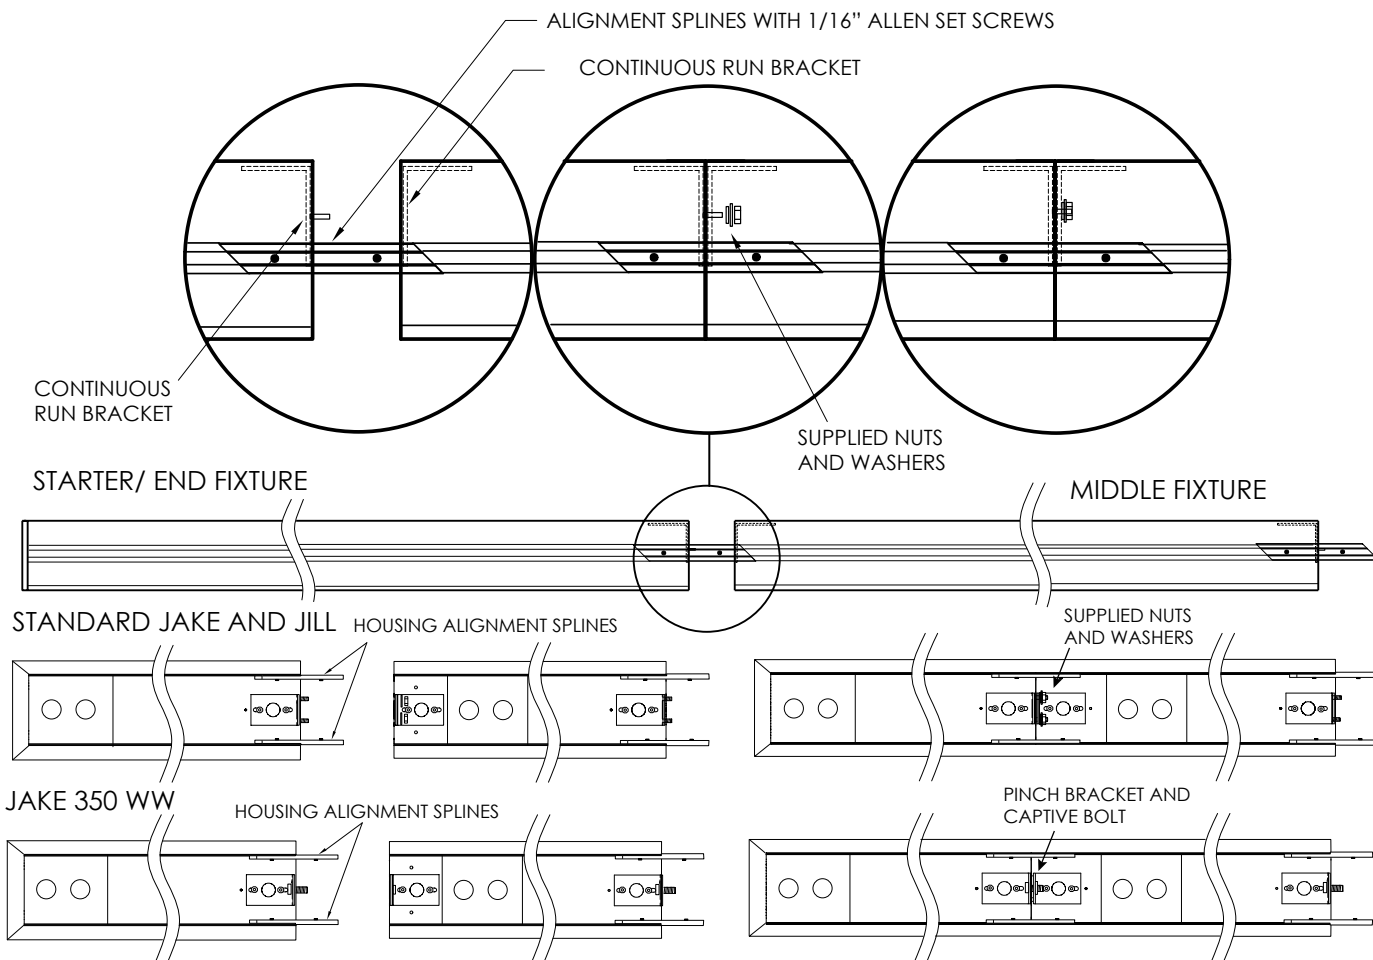 ALIGNMENT SPLINES WITH 1/16” ALLEN SET SCREWS
CONTINUOUS RUN BRACKET
CONTINUOUS
RUN BRACKET
SUPPLIED NUTS
AND WASHERS
STARTER/ END FIXTURE
MIDDLE FIXTURE
STANDARD JAKE AND JILL
HOUSING ALIGNMENT SPLINES
SUPPLIED NUTS
AND WASHERS
JAKE 350 WW
HOUSING ALIGNMENT SPLINES
PINCH BRACKET AND
CAPTIVE BOLT